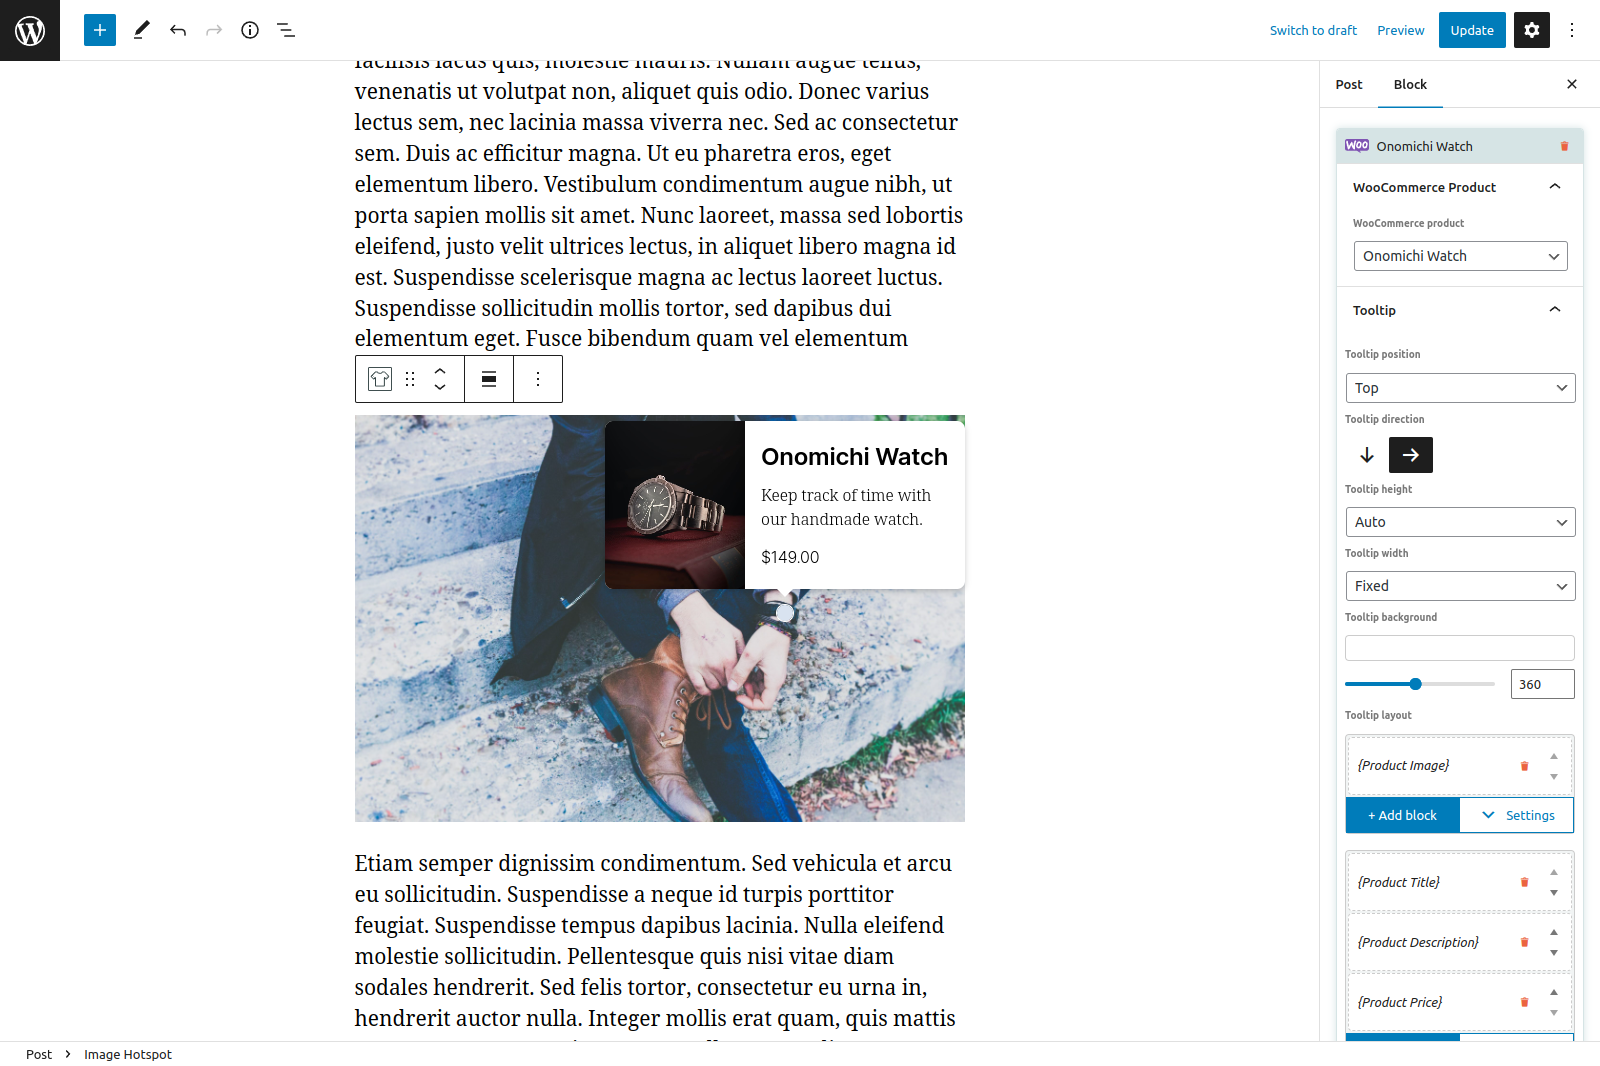 Switch to draft
Preview
Update
facilisis lacus quis, molestie mauris. Nullam augue tellus,
venenatis ut volutpat non, aliquet quis odio. Donec varius
lectus sem, nec lacinia massa viverra nec. Sed ac consectetur
sem. Duis ac efficitur magna. Ut eu pharetra eros, eget
elementum libero. Vestibulum condimentum augue nibh, ut
porta sapien mollis sit amet. Nunc laoreet, massa sed lobortis
eleifend, justo velit ultrices lectus, in aliquet libero magna id
est. Suspendisse scelerisque magna ac lectus laoreet luctus.
Suspendisse sollicitudin mollis tortor, sed dapibus dui
elementum eget. Fusce bibendum quam vel elementum
Onomichi Watch
Keep track of time with
our handmade watch.
$149.00
Etiam semper dignissim condimentum. Sed vehicula et arcu
eu sollicitudin. Suspendisse a neque id turpis porttitor
feugiat. Suspendisse tempus dapibus lacinia. Nulla eleifend
molestie sollicitudin. Pellentesque quis nisi vitae diam
sodales hendrerit. Sed felis tortor, consectetur eu urna in,
hendrerit auctor nulla. Integer mollis erat quam, quis mattis
Post
Block
Woo Onomichi Watch
WooCommerce Product
WooCommerce product
Onomichi Watch
Tooltip
Tooltip position
Top
Tooltip direction
Tooltip height
Auto
Tooltip width
Fixed
Tooltip background
360
Tooltip layout
{Product Image}
+ Add block
Settings
{Product Title}
{Product Description}
{Product Price}
Post
Image Hotspot